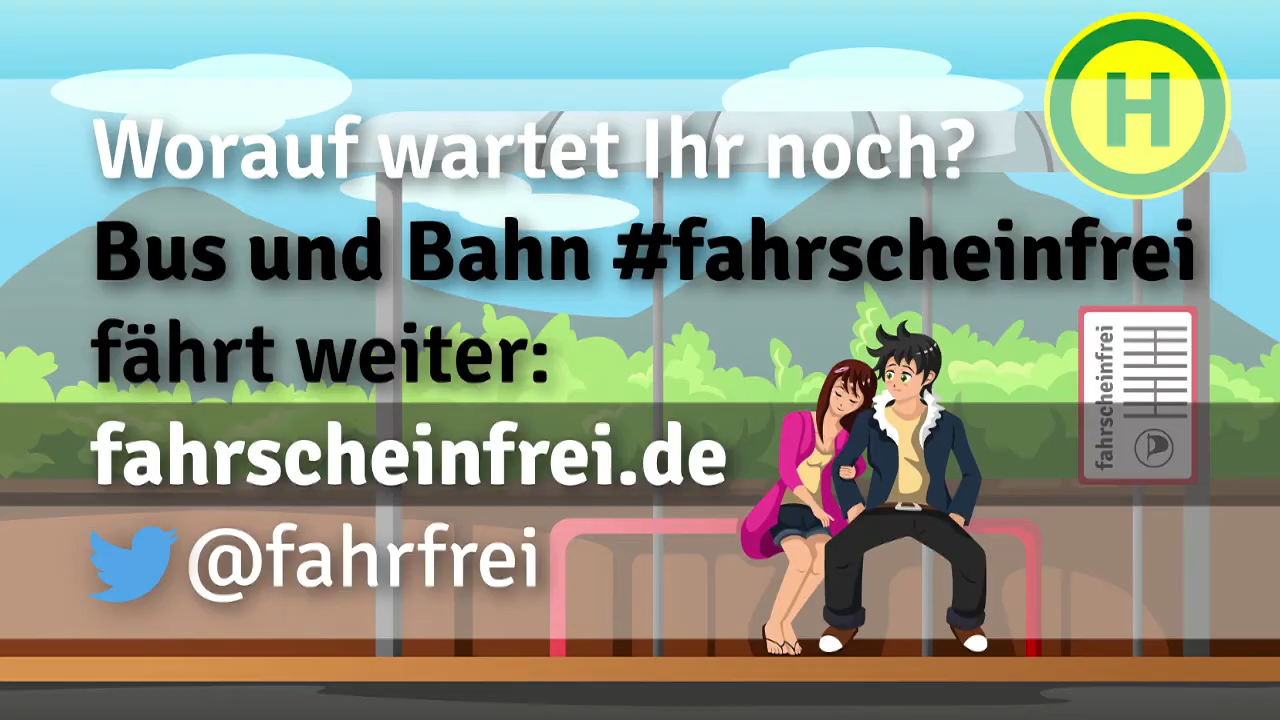 H
Worauf wartet Ihr noch?
Bus und Bahn #fahrscheinfrei
fährt weiter:
fahrscheinfrei.de
@fahrfrei
fahrscheinfrei